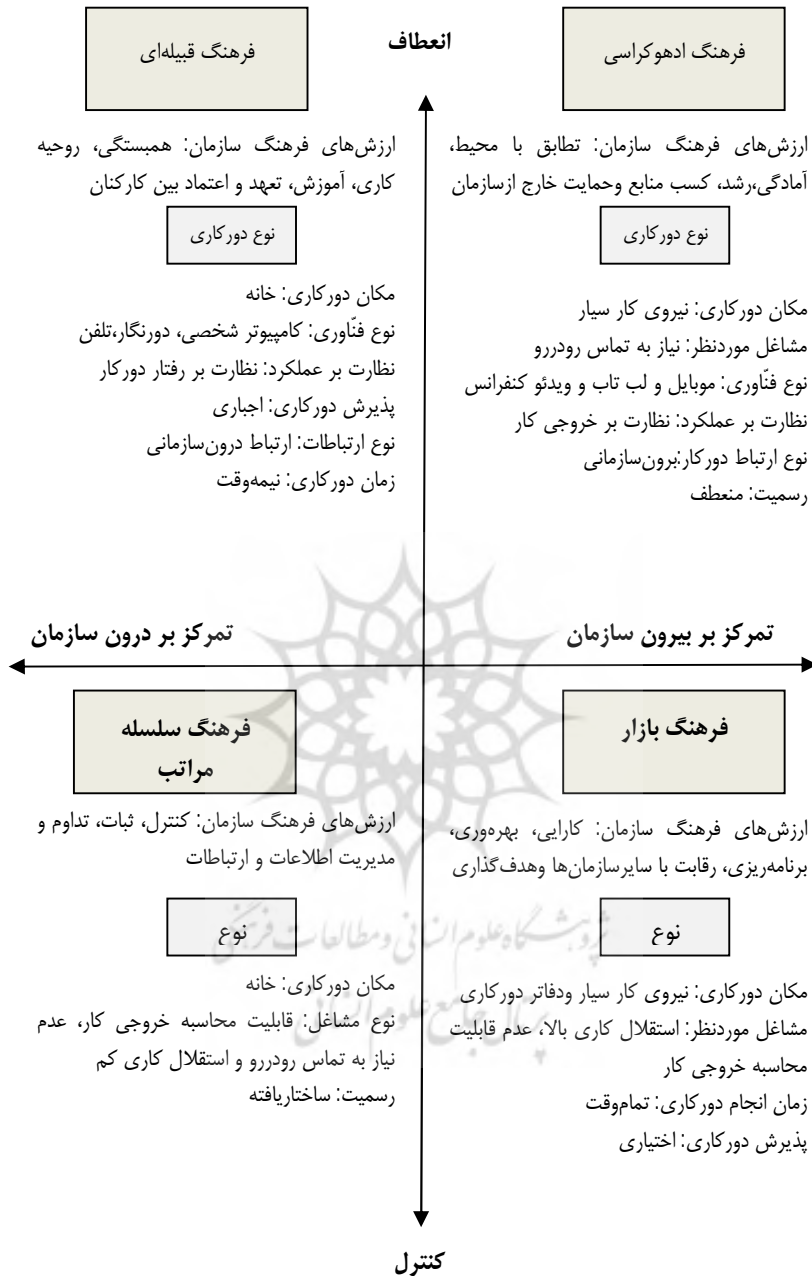 انعطاف
فرهنگ ادهوکراسی
ارزش‌های فرهنگ سازمان: تطابق با محیط،
آمادگی،رشد، کسب منابع وحمایت خارج ازسازمان
نوع دورکاری
مکان دورکاری: نیروی کار سیار
مشاغل موردنظر: نیاز به تماس رودررو
نوع فنّاوری: موبایل و لب تاب و ویدئو کنفرانس
نظارت بر عملکرد: نظارت بر خروجی کار
نوع ارتباط دورکار:برون‌سازمانی
رسمیت: منعطف
فرهنگ قبیله‌ای
ارزش‌های فرهنگ سازمان: همبستگی، روحیه
کاری، آموزش، تعهد و اعتماد بین کارکنان
نوع دورکاری
مکان دورکاری: خانه
نوع فنّاوری: کامپیوتر شخصی، دورنگار،تلفن
نظارت بر عملکرد: نظارت بر رفتار دورکار
پذیرش دورکاری: اجباری
نوع ارتباطات: ارتباط درون‌سازمانی
زمان دورکاری: نیمه‌وقت
تمرکز بر بیرون سازمان
تمرکز بر درون سازمان
فرهنگ بازار
ارزش‌های فرهنگ سازمان: کارایی، بهره‌وری،
برنامه‌ریزی، رقابت با سایرسازمان‌ها وهدف‌گذاری
نوع
مکان دورکاری: نیروی کار سیار ودفاتر دورکاری
مشاغل موردنظر: استقلال کاری بالا، عدم قابلیت
محاسبه خروجی کار
زمان انجام دورکاری: تمام‌وقت
پذیرش دورکاری: اختیاری
فرهنگ سلسله
مراتب
ارزش‌های فرهنگ سازمان: کنترل، ثبات، تداوم و
مدیریت اطلاعات و ارتباطات
نوع
مکان دورکاری: خانه
نوع مشاغل: قابلیت محاسبه خروجی کار، عدم
نیاز به تماس رودررو و استقلال کاری کم
رسمیت: ساختاریافته
پژوهشگاه علوم انسانی و مطالعات فرهنگی
پرتال جامع علوم انسانی
کنترل